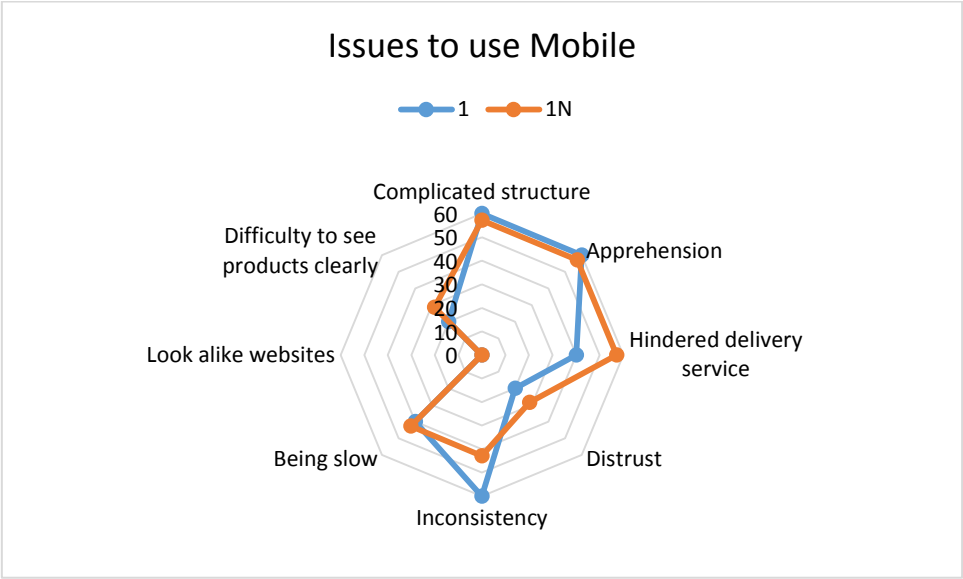 Issues to use Mobile
1
1N
Complicated structure
60
50
40
30
20
10
0
Apprehension
Hindered delivery
service
Distrust
Inconsistency
Being slow
Look alike websites
Difficulty to see
products clearly